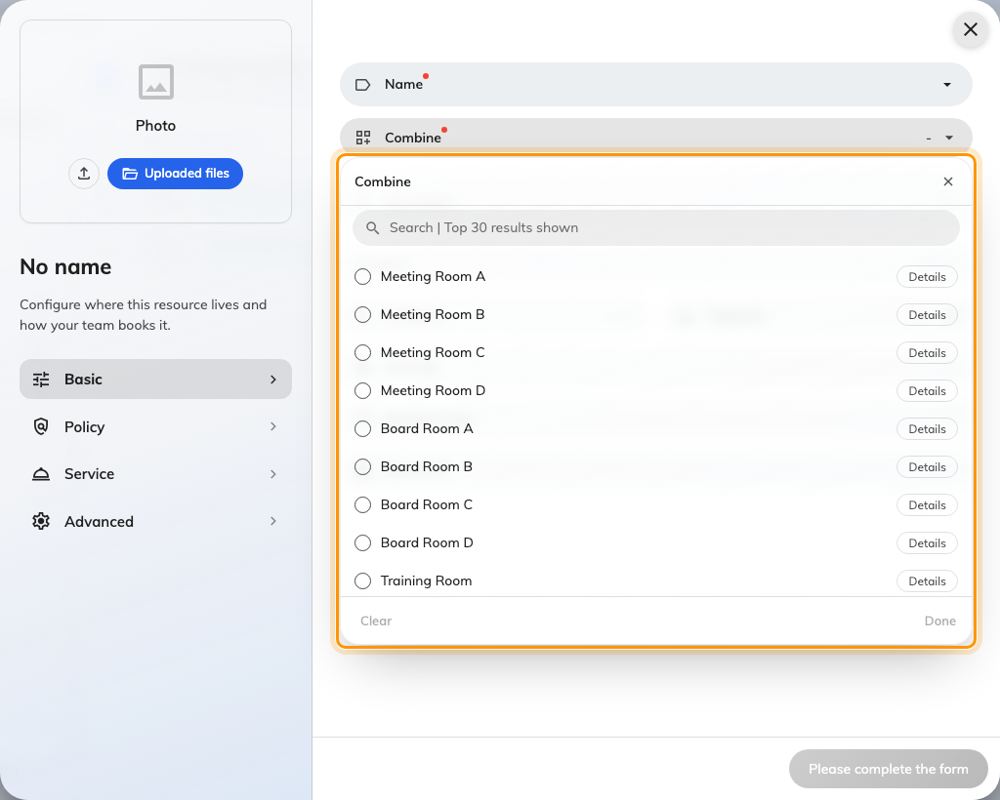 Photo
Uploaded files
No name
Configure where this resource lives and
how your team books it.
Basic
Policy
Service
Advanced
Name
Combine -
Combine
Search | Top 30 results shown
Meeting Room A Details
Meeting Room B Details
Meeting Room C Details
Meeting Room D Details
Board Room A Details
Board Room B Details
Board Room C Details
Board Room D Details
Training Room Details
Clear Done
Please complete the form